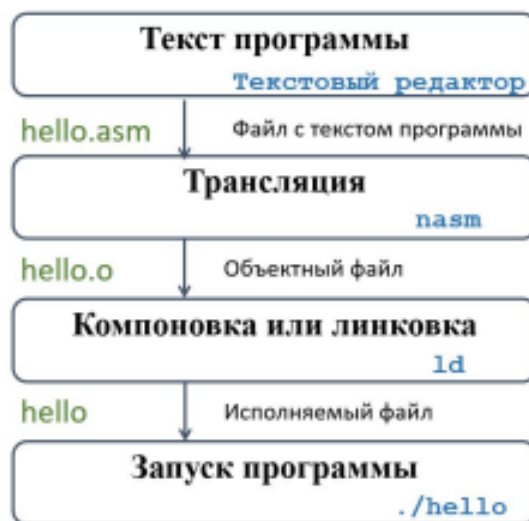 Текст программы
Текстовый редактор
hello.asm Файл с текстом программы
Трансляция
nasm
hello.o Объектный файл
Компоновка или линковка
ld
hello Исполняемый файл
Запуск программы
./hello